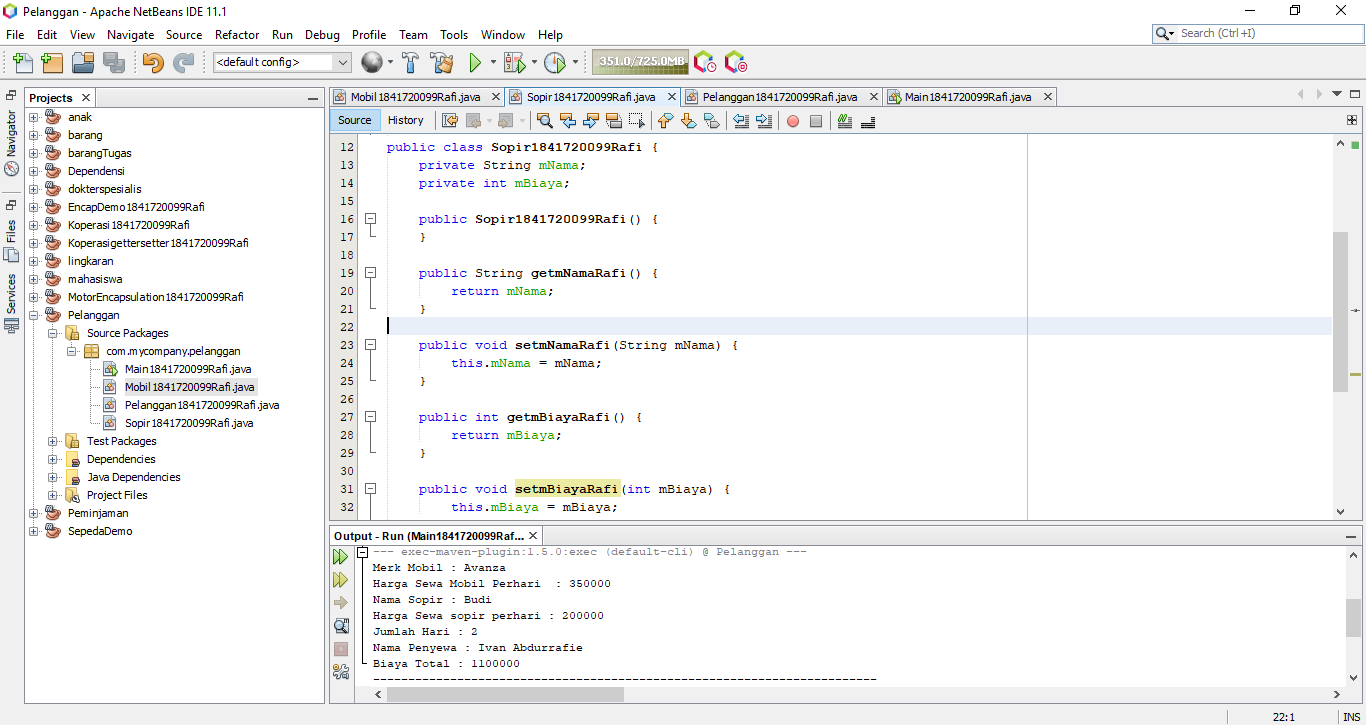 Pelanggan - Apache NetBeans IDE 11.1
File Edit View Navigate Source Refactor Run Debug Profile Team Tools Window Help
Search (Ctrl+I)
<default config>
351.0/725.0MB
Projects
Navigator
Files
Services
anak
barang
barangTugas
Dependensi
dokterspesialis
EncapDemo1841720099Rafi
Koperasi1841720099Rafi
Koperasigettersetter1841720099Rafi
lingkaran
mahasiswa
MotorEncapsulation1841720099Rafi
Pelanggan
Source Packages
com.mycompany.pelanggan
Main1841720099Rafi.java
Mobil1841720099Rafi.java
Pelanggan1841720099Rafi.java
Sopir1841720099Rafi.java
Test Packages
Dependencies
Java Dependencies
Project Files
Peminjaman
SepedaDemo
Mobil1841720099Rafi.java Sopir1841720099Rafi.java Pelanggan1841720099Rafi.java Main1841720099Rafi.java
Source History
12 public class Sopir1841720099Rafi {
13 private String mNama;
14 private int mBiaya;
15
16 public Sopir1841720099Rafi() {
17 }
18
19 public String getmNamaRafi() {
20 return mNama;
21 }
22
23 public void setmNamaRafi(String mNama) {
24 this.mNama = mNama;
25 }
26
27 public int getmBiayaRafi() {
28 return mBiaya;
29 }
30
31 public void setmBiayaRafi(int mBiaya) {
32 this.mBiaya = mBiaya;
Output - Run (Main1841720099Raf...
--- exec-maven-plugin:1.5.0:exec (default-cli) @ Pelanggan ---
Merk Mobil : Avanza
Harga Sewa Mobil Perhari  : 350000
Nama Sopir : Budi
Harga Sewa sopir perhari : 200000
Jumlah Hari : 2
Nama Penyewa : Ivan Abdurrafie
Biaya Total : 1100000
------------------------------------------------------------------------
22:1 INS